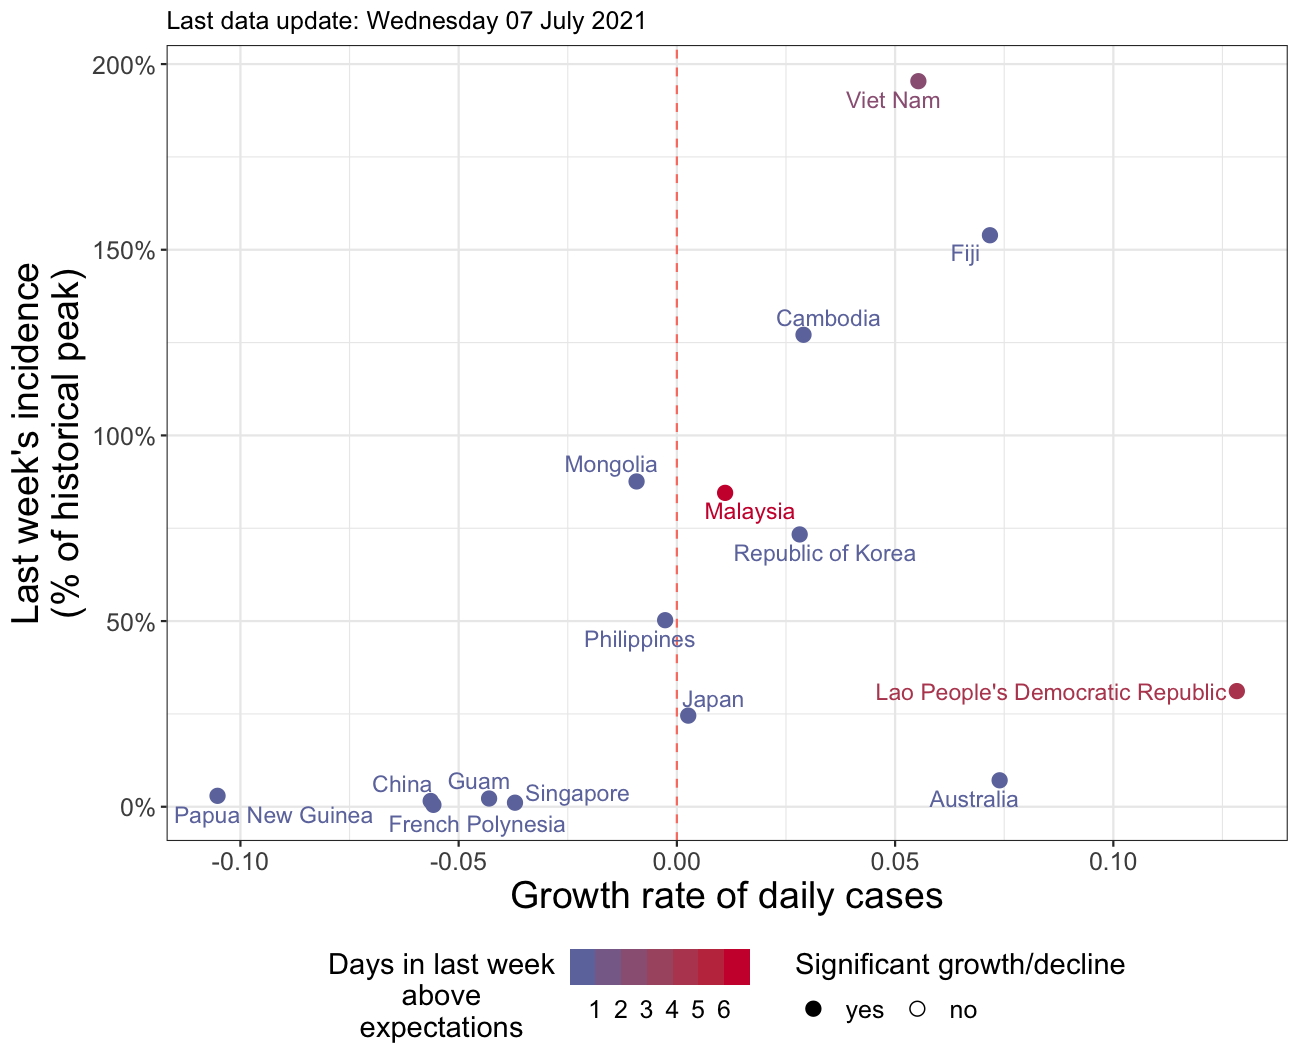 Last data update: Wednesday 07 July 2021
Last week's incidence
(% of historical peak)
200%
150%
100%
50%
0%
Viet Nam
Fiji
Cambodia
Mongolia
Malaysia
Republic of Korea
Philippines
Lao People's Democratic Republic
Japan
China
Guam
Singapore
Australia
Papua New Guinea
French Polynesia
-0.10
-0.05
0.00
0.05
0.10
Growth rate of daily cases
Days in last week
above
expectations
1 2 3 4 5 6
Significant growth/decline
yes
no